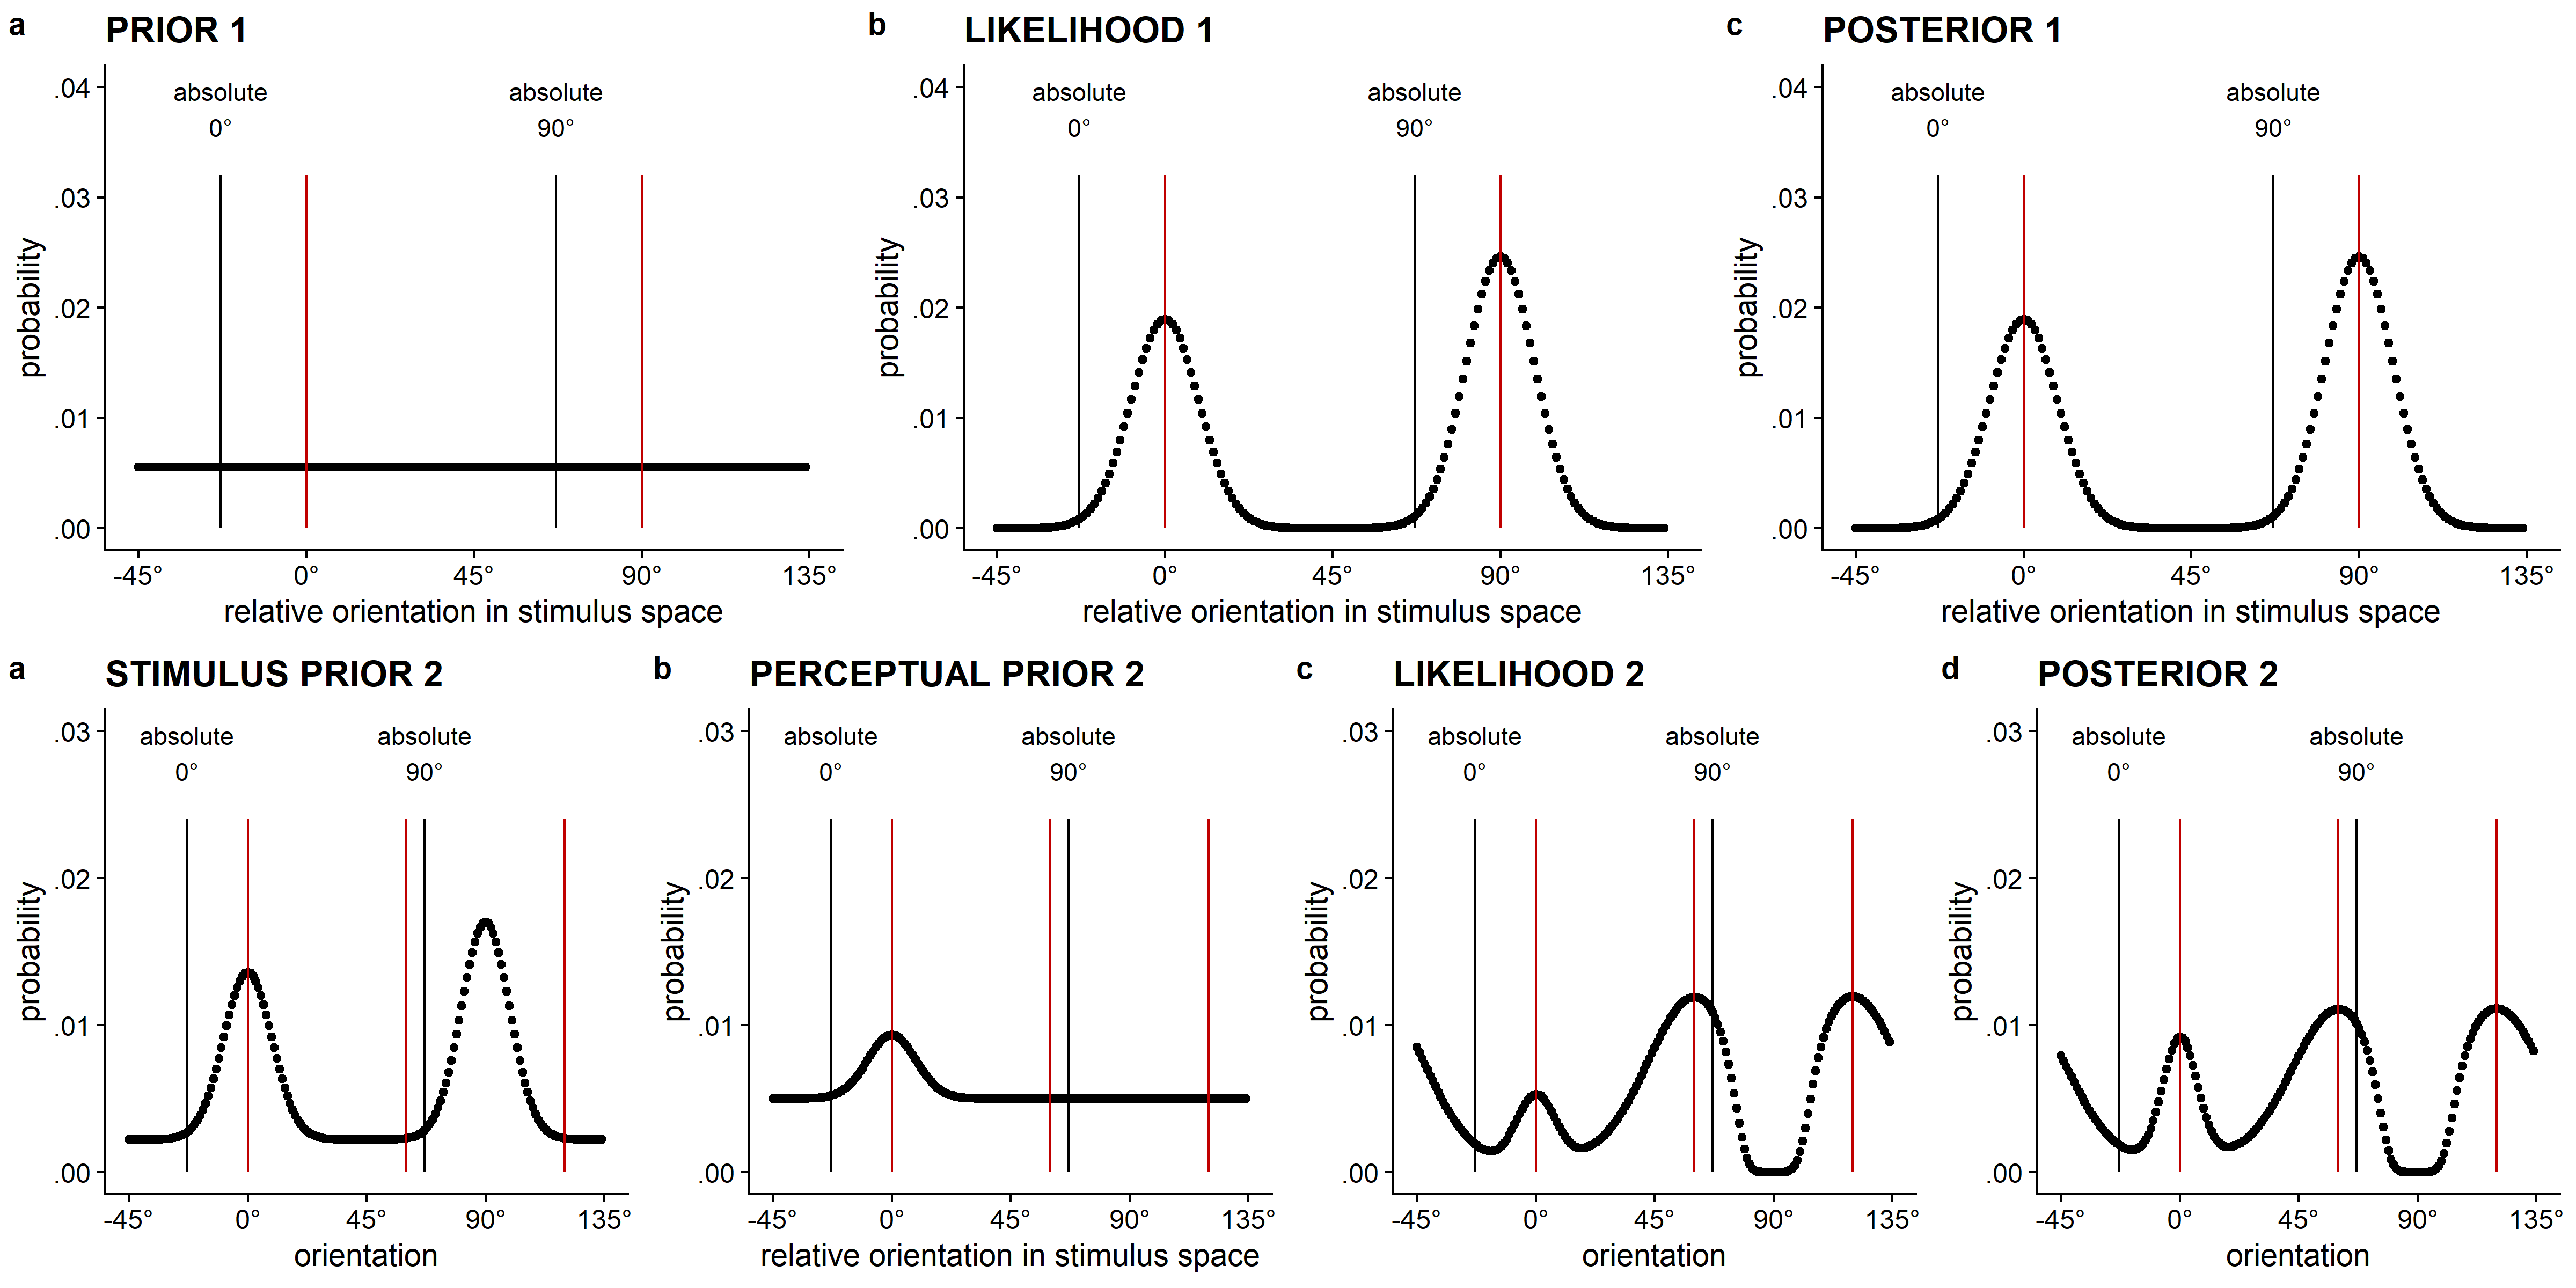 a PRIOR 1
absolute absolute
0° 90°
.04
.03
.02
.01
.00
probability
-45° 0° 45° 90° 135°
relative orientation in stimulus space
b LIKELIHOOD 1
absolute absolute
0° 90°
.04
.03
.02
.01
.00
probability
-45° 0° 45° 90° 135°
relative orientation in stimulus space
c POSTERIOR 1
absolute absolute
0° 90°
.04
.03
.02
.01
.00
probability
-45° 0° 45° 90° 135°
relative orientation in stimulus space
a STIMULUS PRIOR 2
absolute absolute
0° 90°
.03
.02
.01
.00
probability
-45° 0° 45° 90° 135°
orientation
b PERCEPTUAL PRIOR 2
absolute absolute
0° 90°
.03
.02
.01
.00
probability
-45° 0° 45° 90° 135°
relative orientation in stimulus space
c LIKELIHOOD 2
absolute absolute
0° 90°
.03
.02
.01
.00
probability
-45° 0° 45° 90° 135°
orientation
d POSTERIOR 2
absolute absolute
0° 90°
.03
.02
.01
.00
probability
-45° 0° 45° 90° 135°
orientation